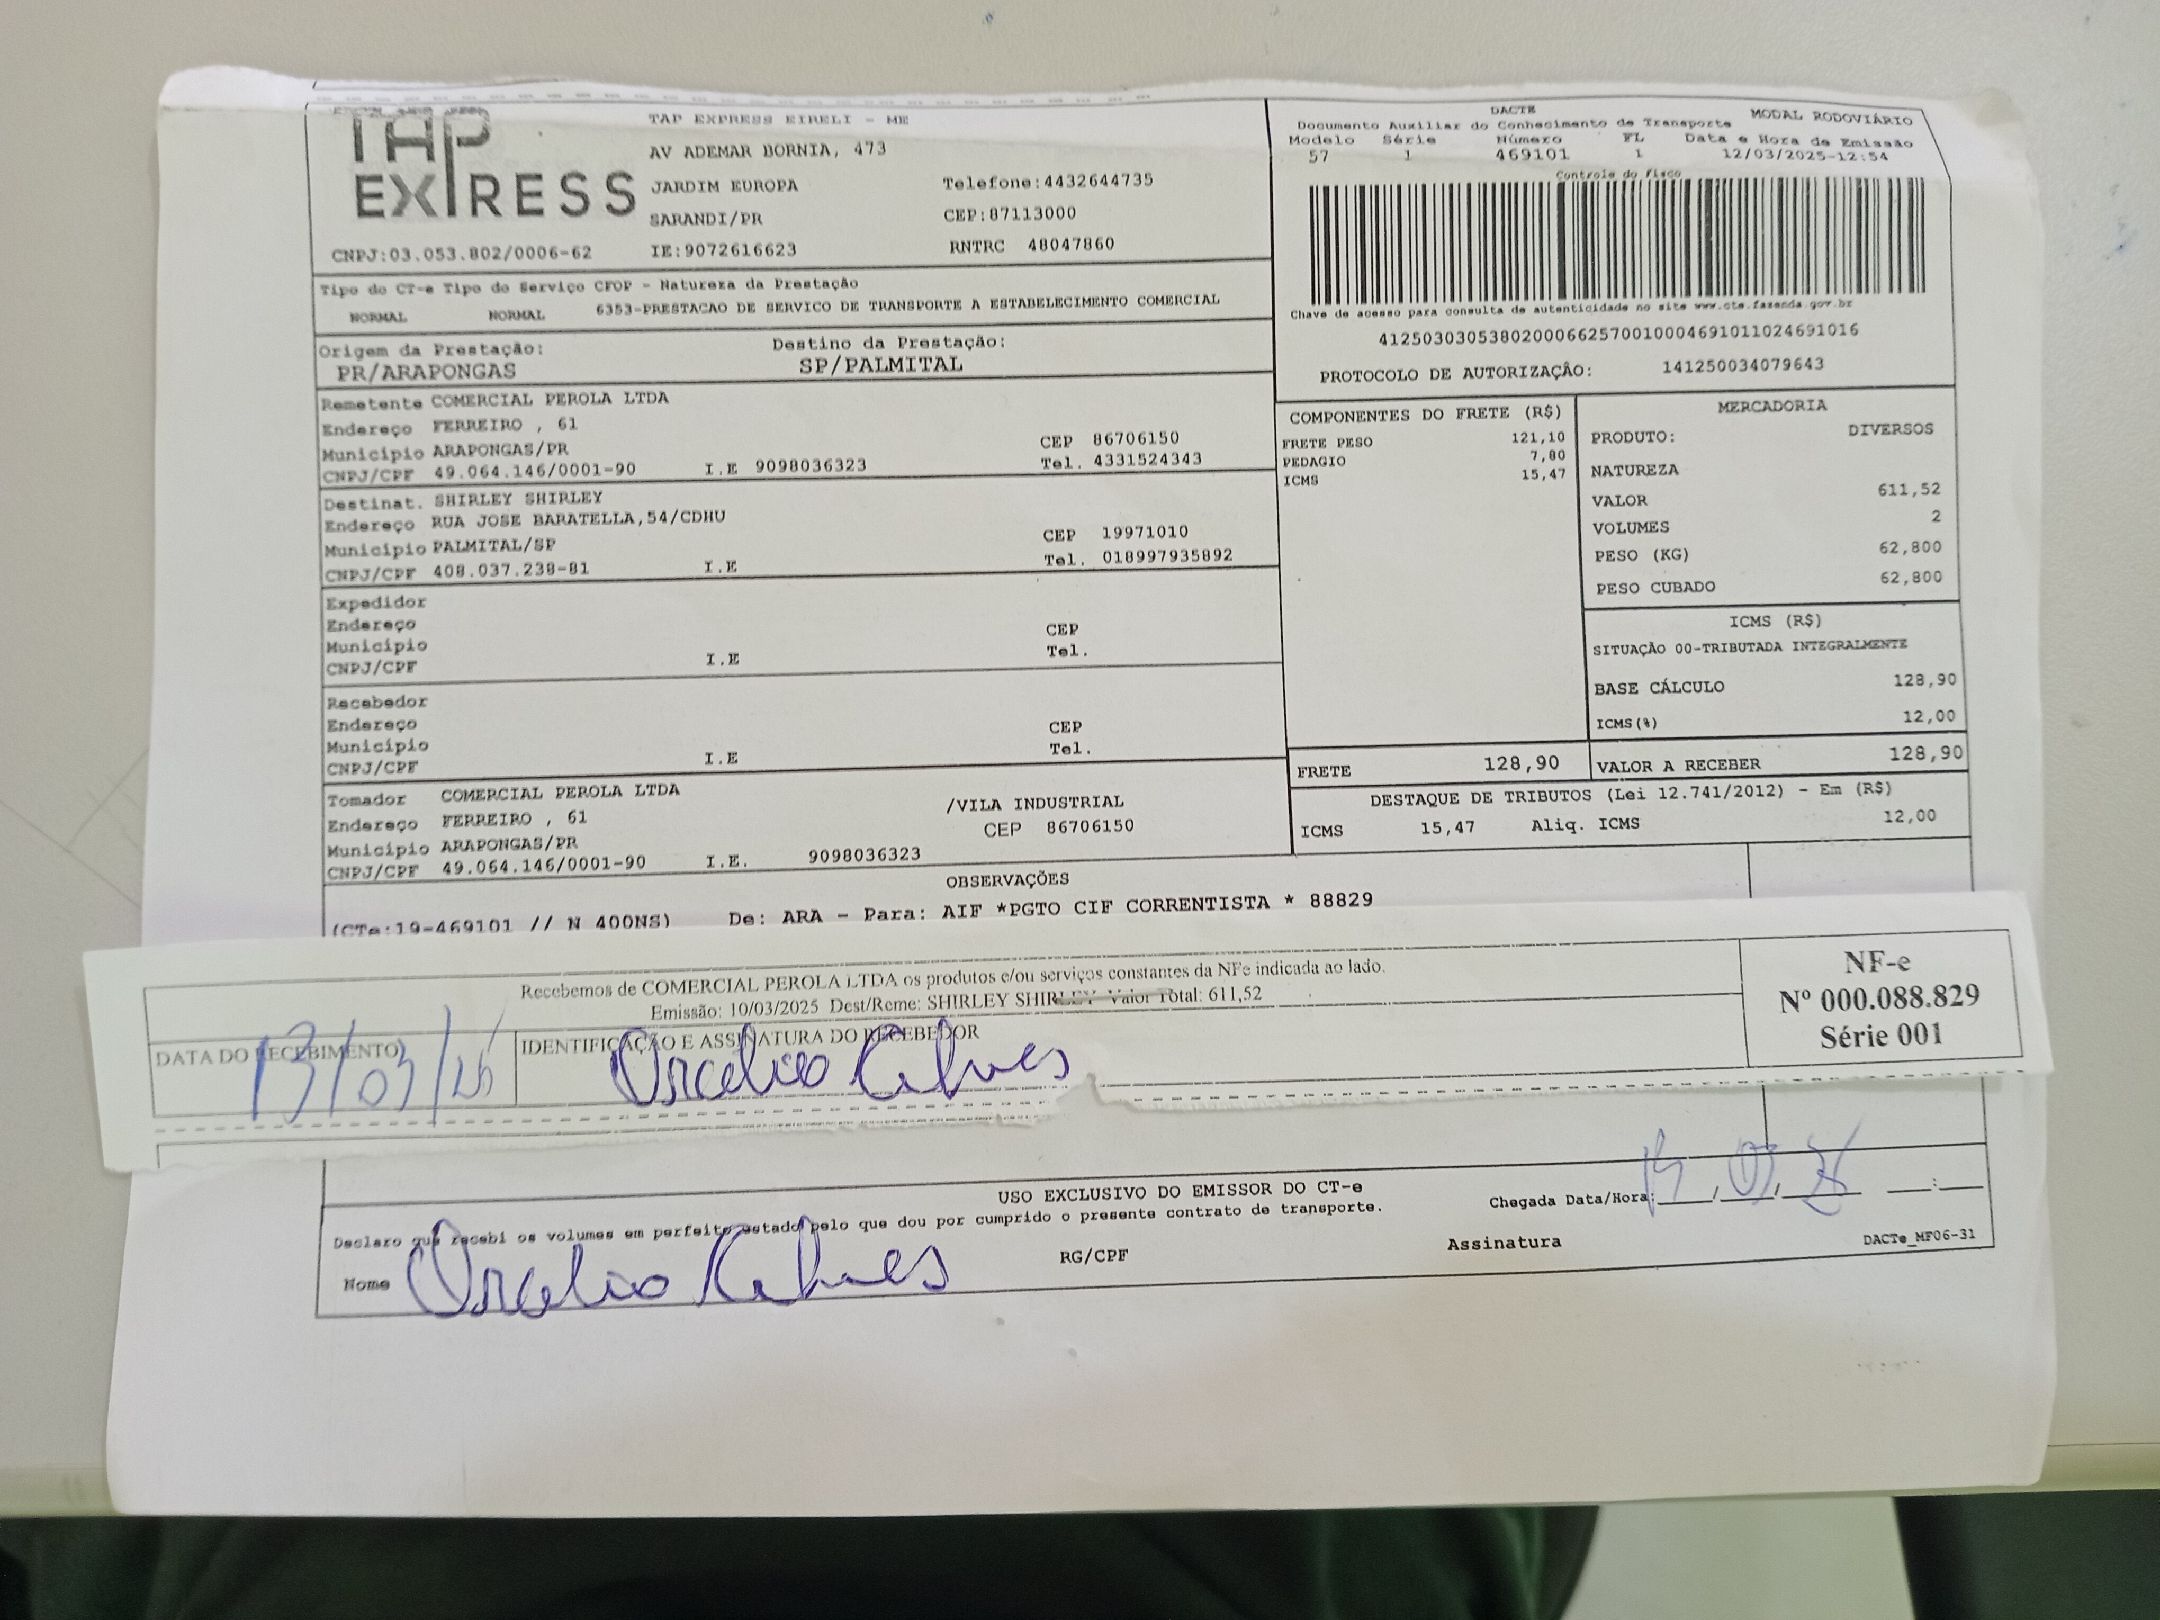 TAP EXPRESS
TAP EXPRESS EIRELI - ME
AV ADEMAR BORNIA, 473
JARDIM EUROPA Telefone:4432644735
SARANDI/PR CEP:87113000
CNPJ:03.053.802/0006-62 IE:9072616623 RNTRC 48047860
DACTE MODAL RODOVIÁRIO
Documento Auxiliar do Conhecimento de Transporte
Modelo Série Número FL Data e Hora de Emissão
57 1 469101 1 12/03/2025-12:54
Controle do Fisco
Chave de acesso para consulta de autenticidade no site www.cte.fazenda.gov.br
41250303053802000662570010004691011024691016
PROTOCOLO DE AUTORIZAÇÂO: 141250034079643
Tipo do CT-e Tipo do Serviço CFOP - Natureza da Prestação
NORMAL NORMAL 6353-PRESTACAO DE SERVICO DE TRANSPORTE A ESTABELECIMENTO COMERCIAL
Origem da Prestação: Destino da Prestação:
PR/ARAPONGAS SP/PALMITAL
Remetente COMERCIAL PEROLA LTDA
Endereço FERREIRO , 61
Município ARAPONGAS/PR CEP 86706150
CNPJ/CPF 49.064.146/0001-90 I.E 9098036323 Tel. 4331524343
Destinat. SHIRLEY SHIRLEY
Endereço RUA JOSE BARATELLA,54/CDHU
Município PALMITAL/SP CEP 19971010
CNPJ/CPF 408.037.238-81 I.E Tel. 018997935892
Expedidor
Endereço
Município CEP
CNPJ/CPF I.E Tel.
Recebedor
Endereço
Município CEP
CNPJ/CPF I.E Tel.
Tomador COMERCIAL PEROLA LTDA
Endereço FERREIRO , 61 /VILA INDUSTRIAL
Município ARAPONGAS/PR CEP 86706150
CNPJ/CPF 49.064.146/0001-90 I.E. 9098036323
COMPONENTES DO FRETE (R$)
FRETE PESO 121,10
PEDAGIO 7,80
ICMS 15,47
FRETE 128,90
MERCADORIA
PRODUTO: DIVERSOS
NATUREZA
VALOR 611,52
VOLUMES 2
PESO (KG) 62,800
PESO CUBADO 62,800
ICMS (R$)
SITUAÇÃO 00-TRIBUTADA INTEGRALMENTE
BASE CÁLCULO 128,90
ICMS(%) 12,00
VALOR A RECEBER 128,90
DESTAQUE DE TRIBUTOS (Lei 12.741/2012) - Em (R$)
ICMS 15,47 Aliq. ICMS 12,00
OBSERVAÇÕES
(CTe:19-469101 // N 400NS) De: ARA - Para: AIF *PGTO CIF CORRENTISTA * 88829
Recebemos de COMERCIAL PEROLA LTDA os produtos e/ou serviços constantes da NFe indicada ao lado.
Emissão: 10/03/2025 Dest/Reme: SHIRLEY SHIRLEY Valor Total: 611,52
DATA DO RECEBIMENTO IDENTIFICAÇÃO E ASSINATURA DO RECEBEDOR
NF-e
Nº 000.088.829
Série 001
USO EXCLUSIVO DO EMISSOR DO CT-e
Declaro que recebi os volumes em perfeito estado pelo que dou por cumprido o presente contrato de transporte.
Chegada Data/Hora:
Nome RG/CPF Assinatura
DACTe_MF06-31